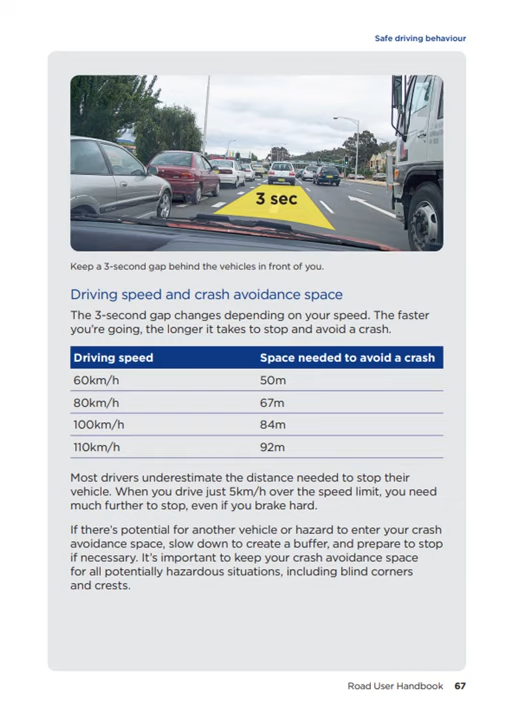 Safe driving behaviour
3 sec
Keep a 3-second gap behind the vehicles in front of you.
Driving speed and crash avoidance space
The 3-second gap changes depending on your speed. The faster
you're going, the longer it takes to stop and avoid a crash.
Driving speed Space needed to avoid a crash
60km/h 50m
80km/h 67m
100km/h 84m
110km/h 92m
Most drivers underestimate the distance needed to stop their
vehicle. When you drive just 5km/h over the speed limit, you need
much further to stop, even if you brake hard.
If there's potential for another vehicle or hazard to enter your crash
avoidance space, slow down to create a buffer, and prepare to stop
if necessary. It's important to keep your crash avoidance space
for all potentially hazardous situations, including blind corners
and crests.
Road User Handbook 67